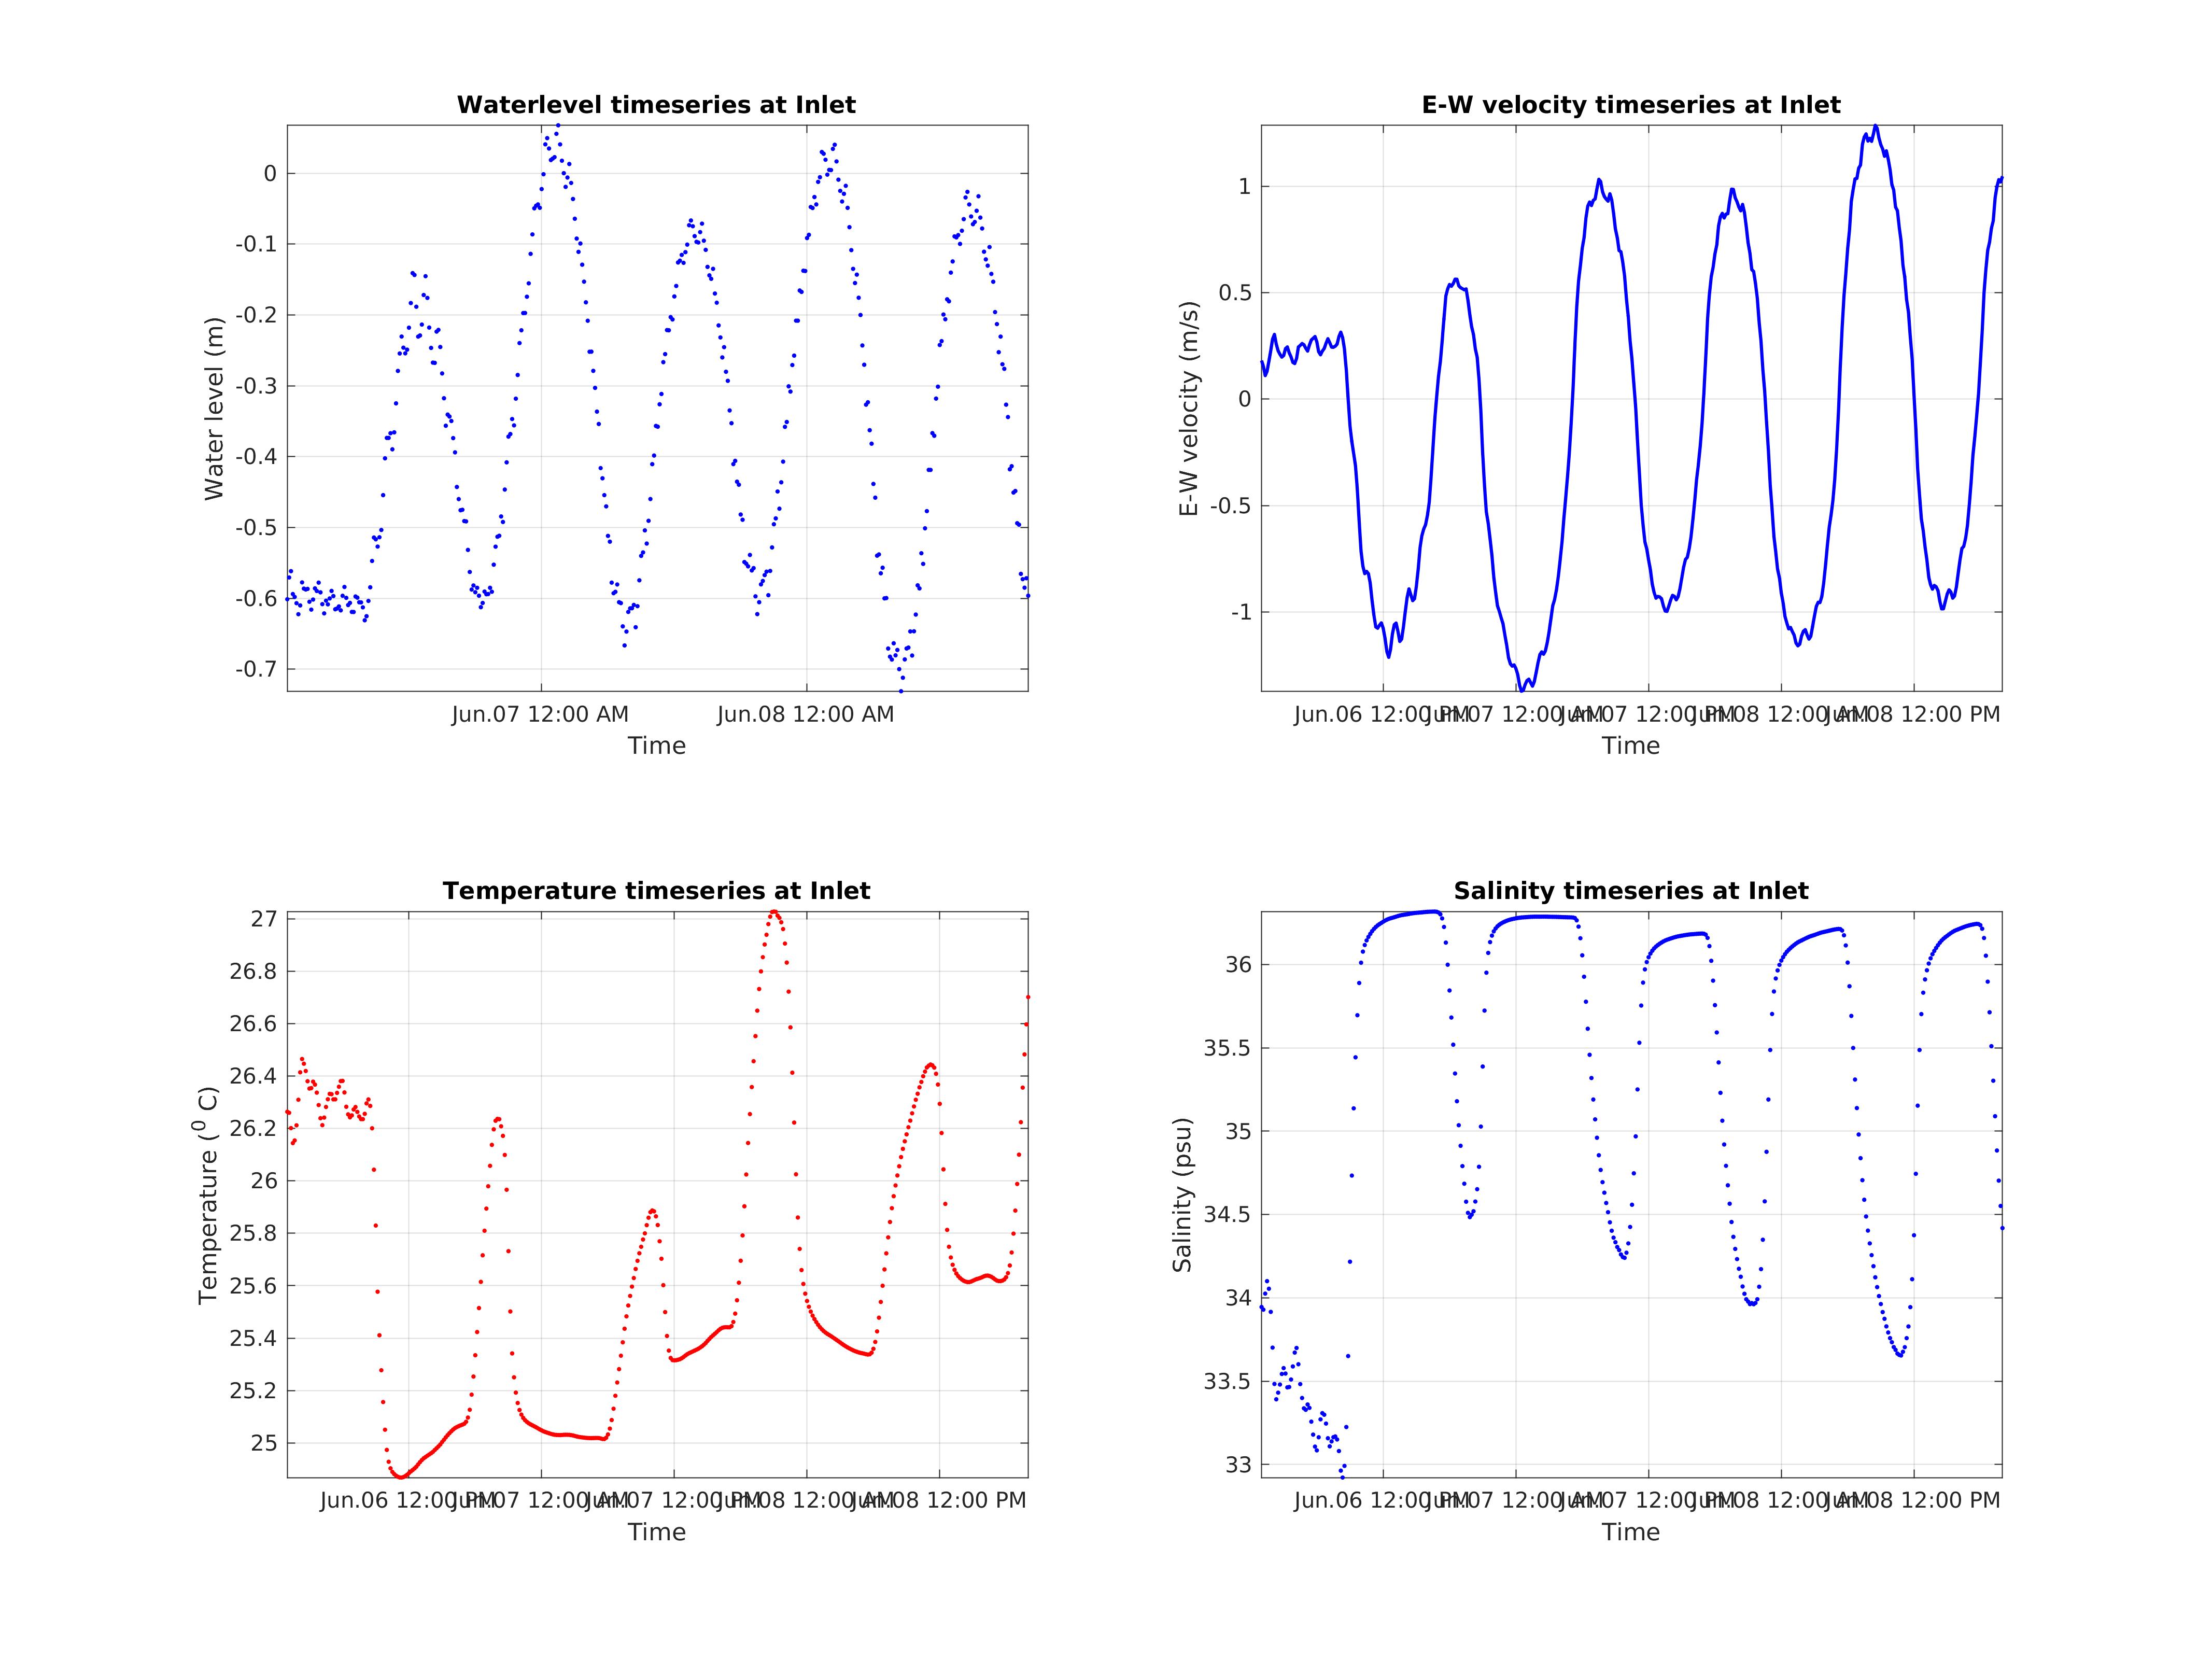 Waterlevel timeseries at Inlet
0
-0.1
-0.2
-0.3
-0.4
-0.5
-0.6
-0.7
Water level (m)
Jun.07 12:00 AM Jun.08 12:00 AM
Time
E-W velocity timeseries at Inlet
1
0.5
0
-0.5
-1
E-W velocity (m/s)
Jun.06 12:00 PM Jun.07 12:00 AM Jun.07 12:00 PM Jun.08 12:00 AM Jun.08 12:00 PM
Time
Temperature timeseries at Inlet
27
26.8
26.6
26.4
26.2
26
25.8
25.6
25.4
25.2
25
Temperature (0 C)
Jun.06 12:00 PM Jun.07 12:00 AM Jun.07 12:00 PM Jun.08 12:00 AM Jun.08 12:00 PM
Time
Salinity timeseries at Inlet
36
35.5
35
34.5
34
33.5
33
Salinity (psu)
Jun.06 12:00 PM Jun.07 12:00 AM Jun.07 12:00 PM Jun.08 12:00 AM Jun.08 12:00 PM
Time